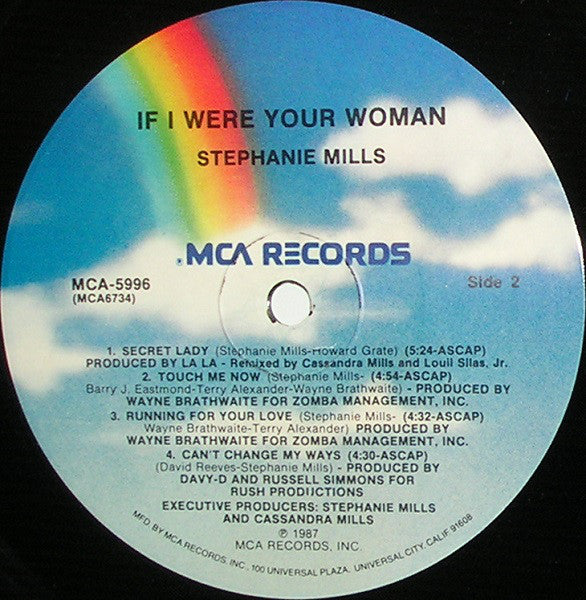 IF I WERE YOUR WOMAN
STEPHANIE MILLS
MCA RECORDS®
MCA-5996
(MCA6734)
Side 2
1. SECRET LADY (Stephanie Mills-Howard Grate) (5:24-ASCAP)
PRODUCED BY LA LA - Remixed by Cassandra Mills and Louil Silas, Jr.
2. TOUCH ME NOW (Stephanie Mills- (4:54-ASCAP)
Barry J. Eastmond-Terry Alexander-Wayne Brathwaite) - PRODUCED BY
WAYNE BRATHWAITE FOR ZOMBA MANAGEMENT, INC.
3. RUNNING FOR YOUR LOVE (Stephanie Mills- (4:32-ASCAP)
Wayne Brathwaite-Terry Alexander) PRODUCED BY
WAYNE BRATHWAITE FOR ZOMBA MANAGEMENT, INC.
4. CAN'T CHANGE MY WAYS (4:30-ASCAP)
(David Reeves-Stephanie Mills) - PRODUCED BY
DAVY-D AND RUSSELL SIMMONS FOR
RUSH PRODUCTIONS
EXECUTIVE PRODUCERS: STEPHANIE MILLS
AND CASSANDRA MILLS
℗ 1987
MCA RECORDS, INC.
MFD. BY MCA RECORDS, INC., 100 UNIVERSAL PLAZA, UNIVERSAL CITY, CALIF. 91608